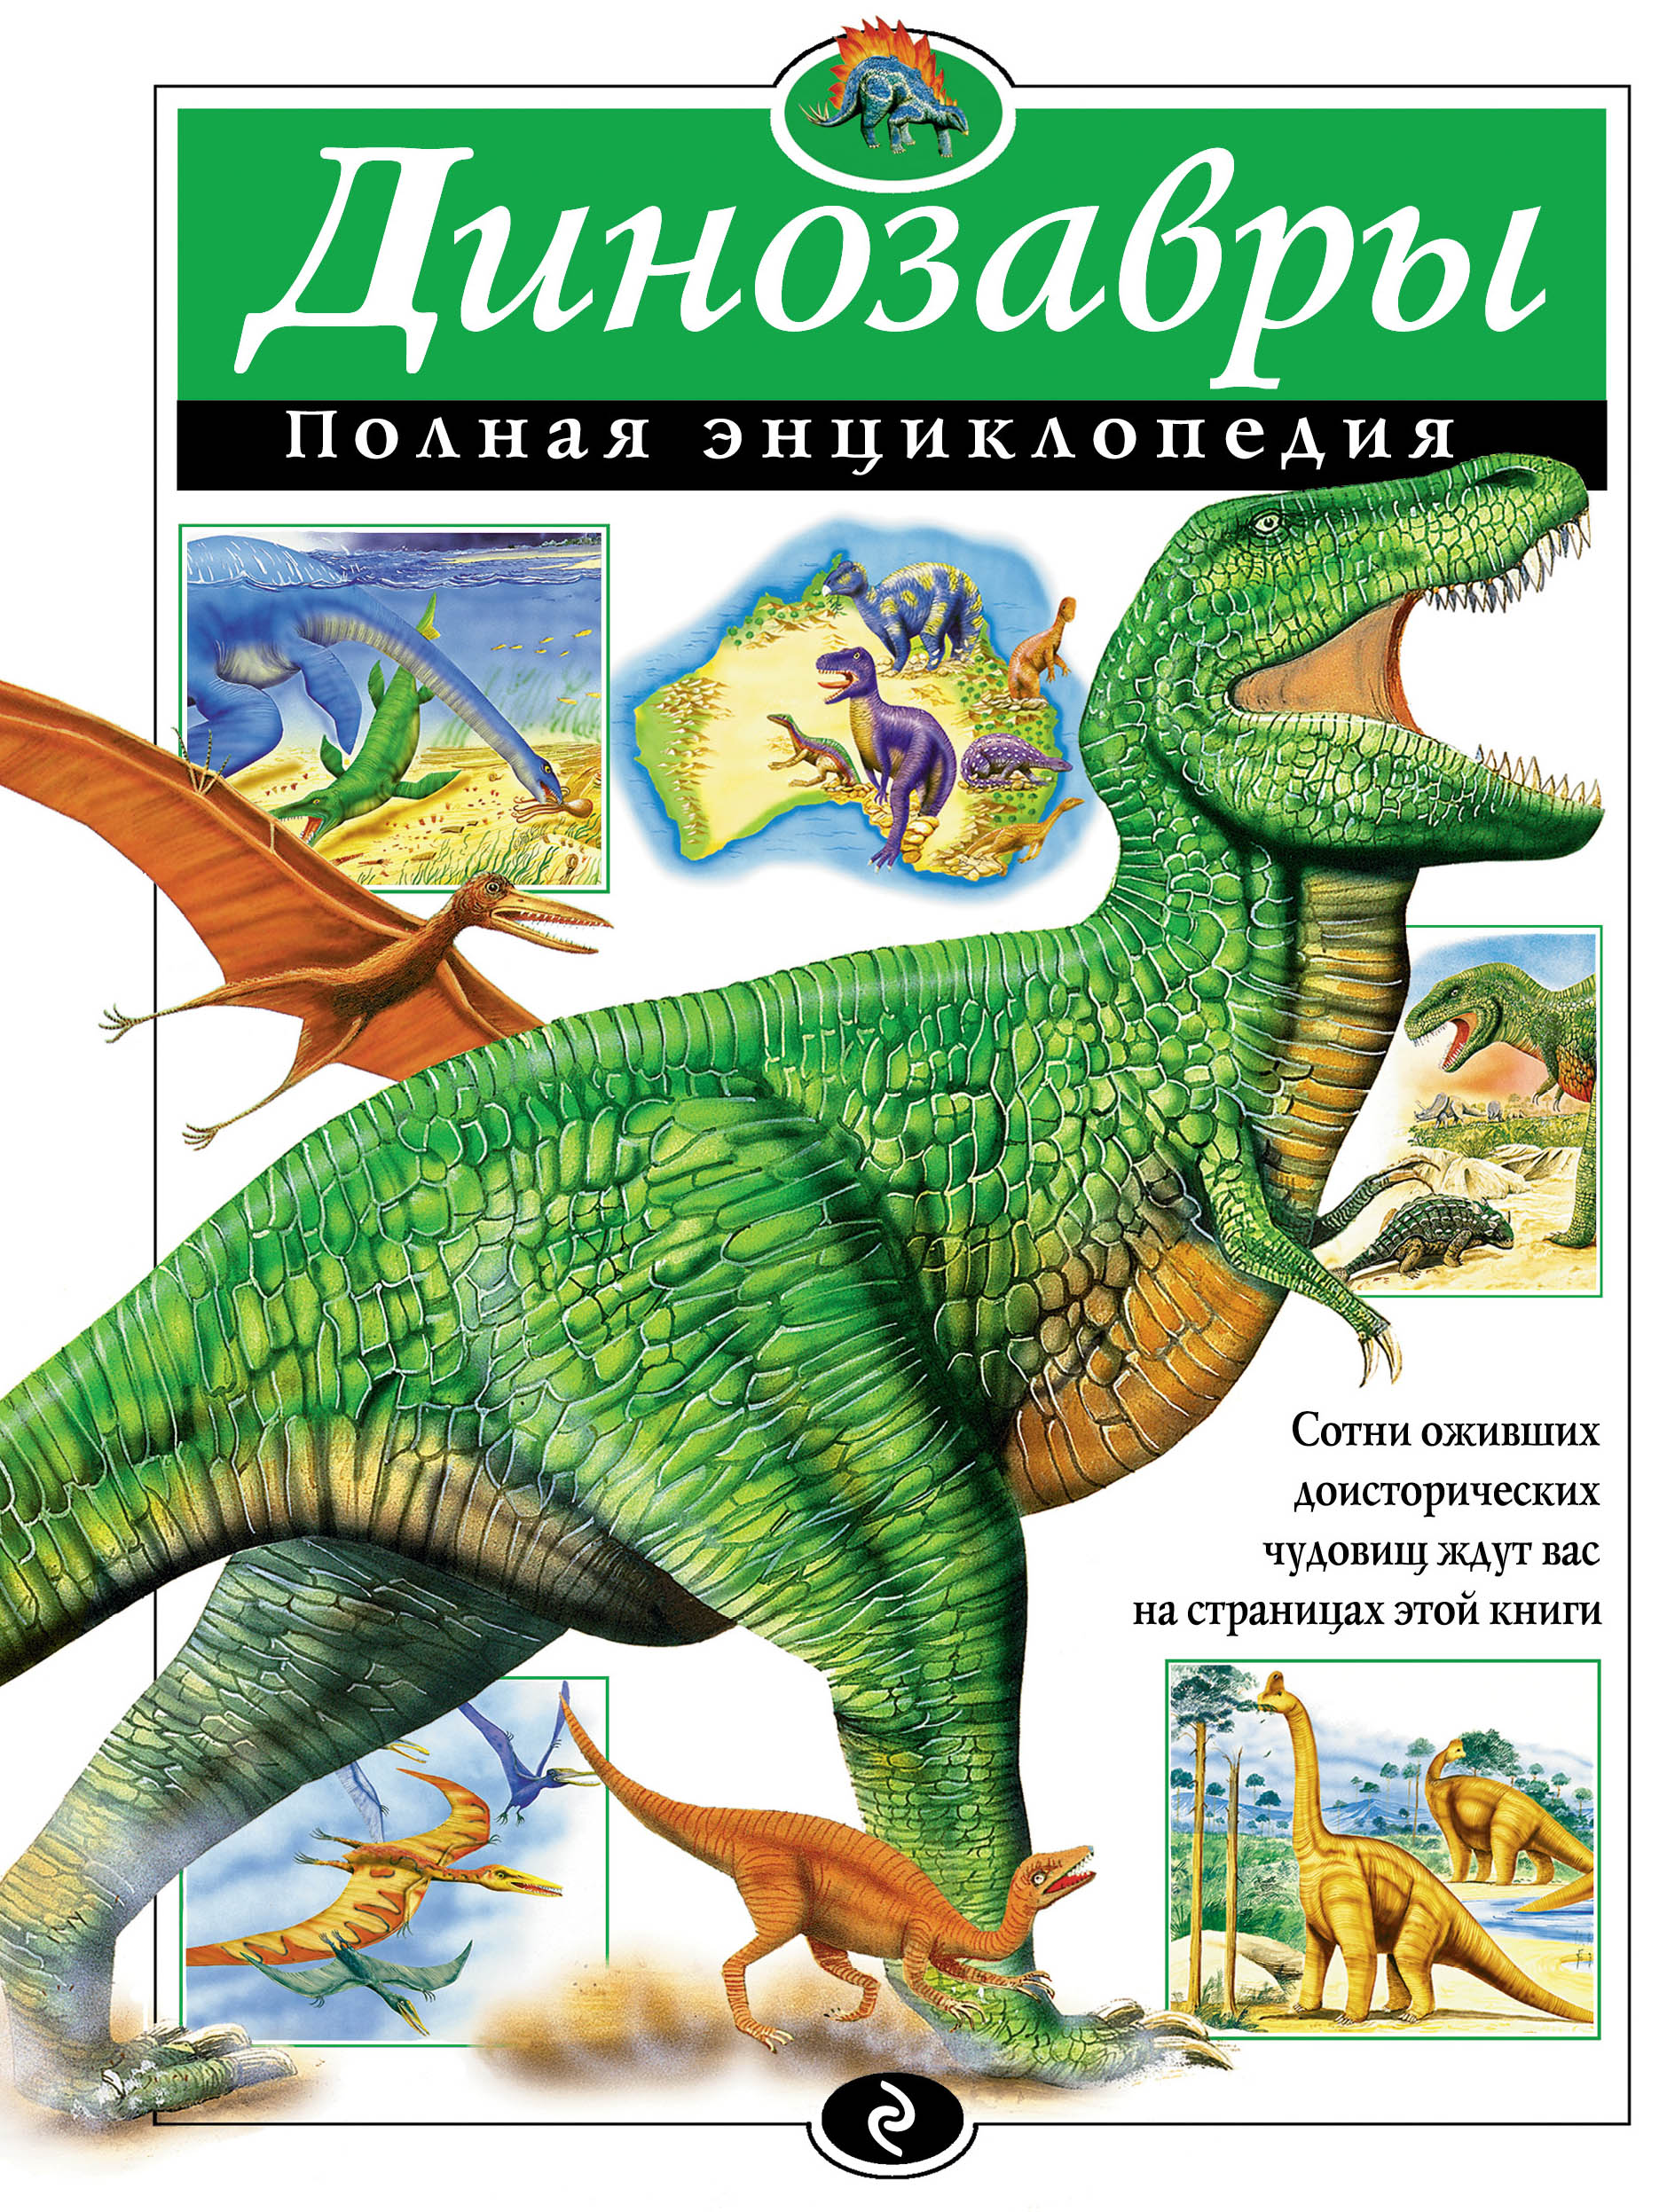 Динозавры
Полная энциклопедия
Сотни оживших
доисторических
чудовищ ждут вас
на страницах этой книги